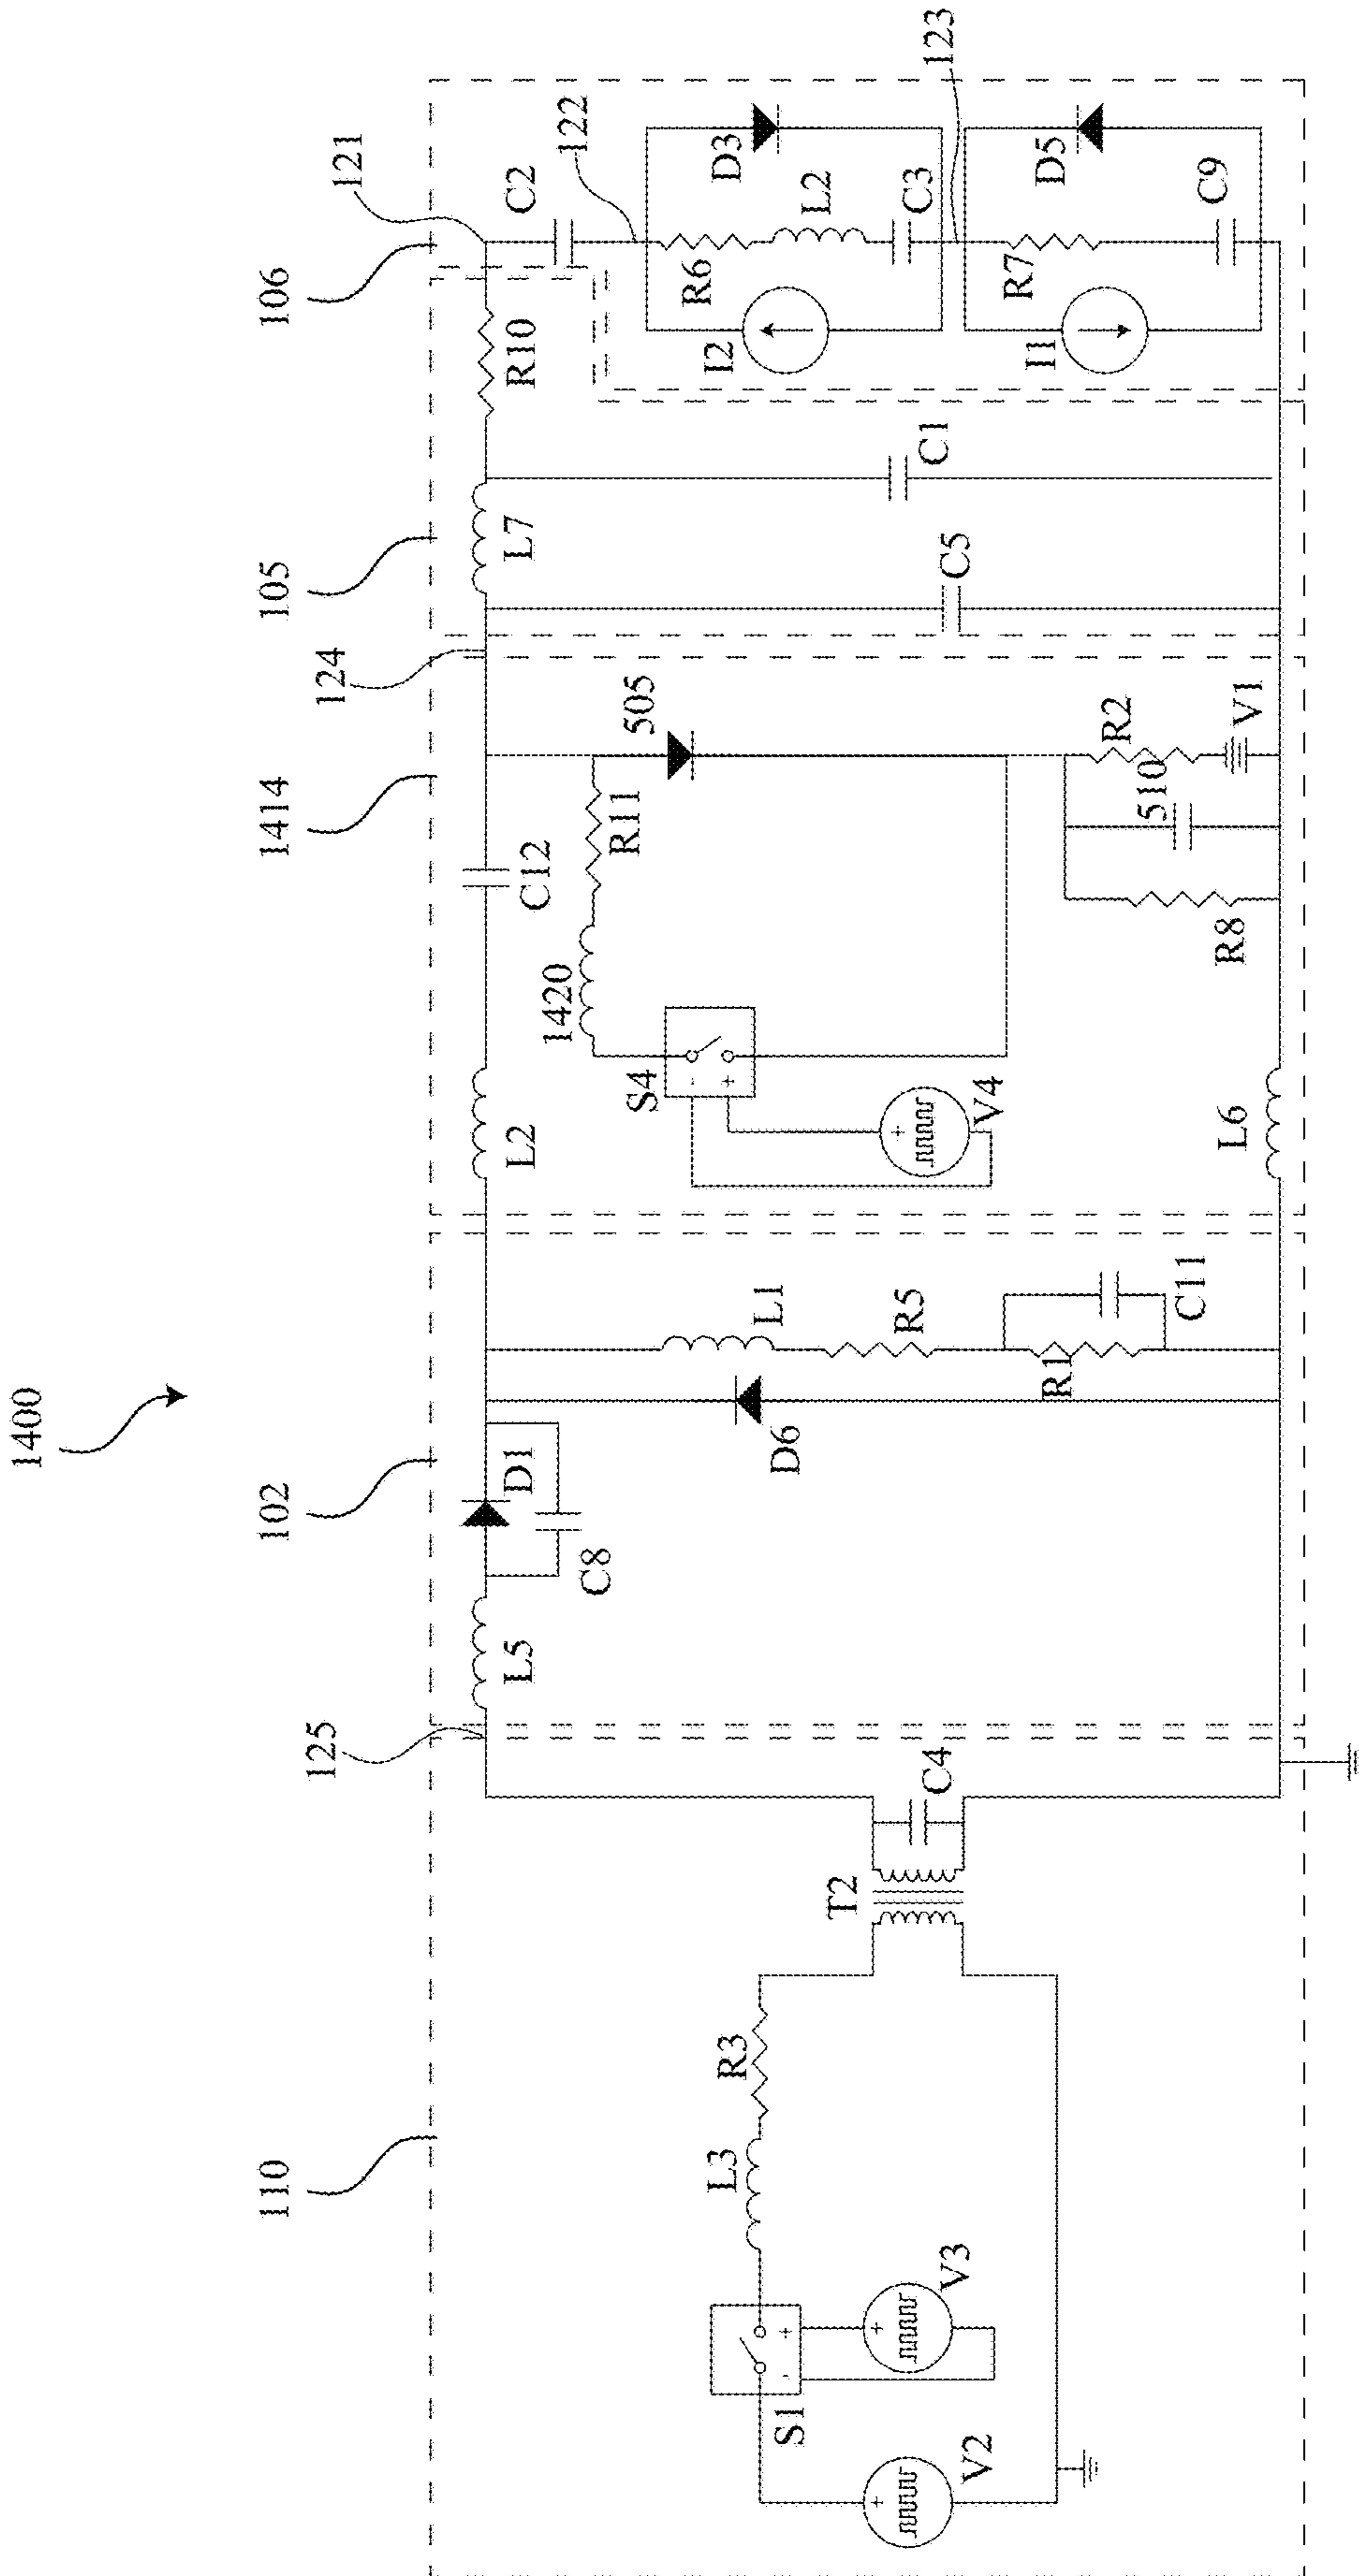 1400
110
102
1414
105
106
125
124
121
122
123
V2
S1
V3
L3
R3
T2
C4
L5
D1
C8
D6
L1
R5
R1
C11
L2
C12
1420
R11
505
S4
V4
R8
510
R2
V1
L6
C5
L7
C1
R10
C2
I2
R6
L2
C3
D3
I1
R7
C9
D5
+
-
+
+
-
+
+